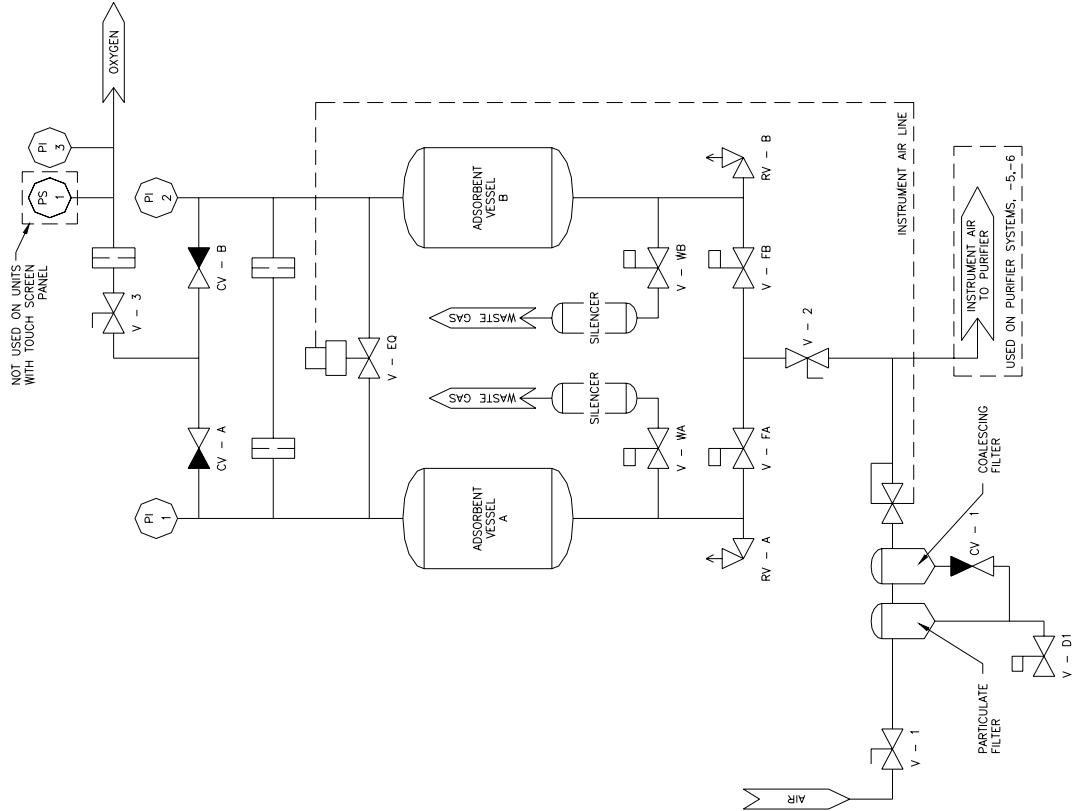 OXYGEN
PI
3
PS
1
NOT USED ON UNITS
WITH TOUCH SCREEN
PANEL
V - 3
PI
1
PI
2
CV - A
CV - B
V - EQ
INSTRUMENT AIR LINE
ADSORBENT
VESSEL
A
ADSORBENT
VESSEL
B
WASTE GAS
WASTE GAS
SILENCER
SILENCER
V - WA
V - WB
RV - A
V - FA
V - FB
RV - B
V - 2
INSTRUMENT AIR
TO PURIFIER
USED ON PURIFIER SYSTEMS, -5,-6
COALESCING
FILTER
CV - 1
PARTICULATE
FILTER
V - D1
V - 1
AIR